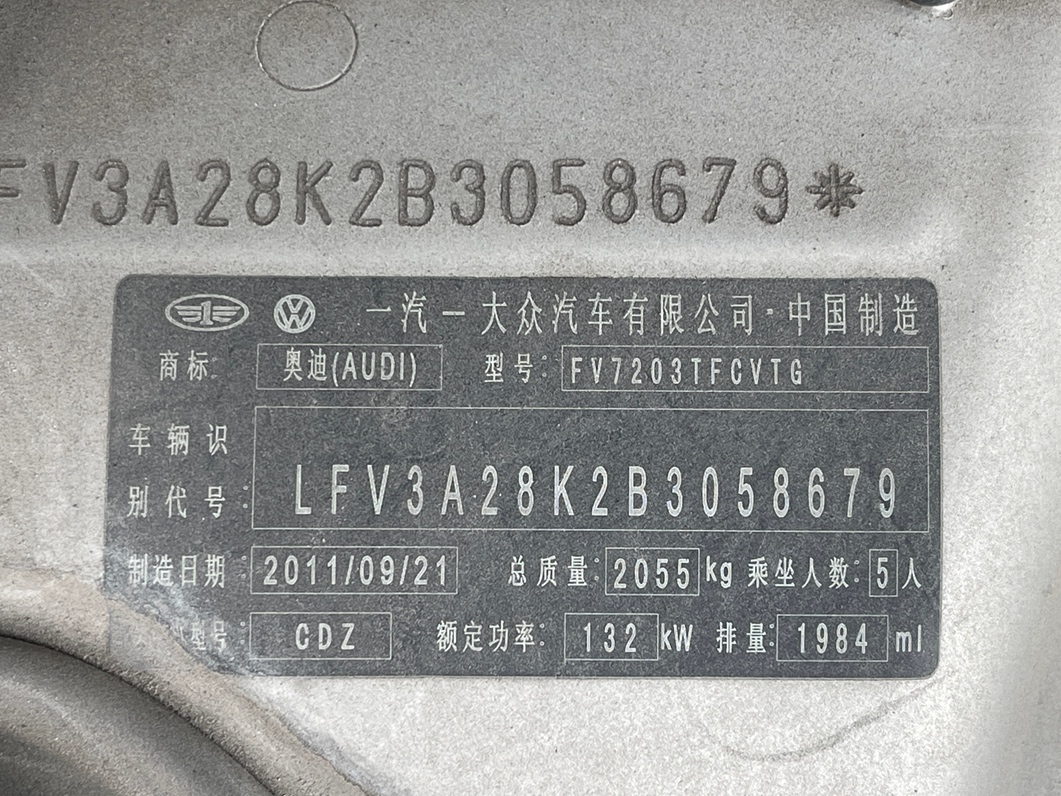 FV3A28K2B3058679*
一汽-大众汽车有限公司·中国制造
商标: 奥迪(AUDI) 型号: FV7203TFCVTG
车辆识
别代号: LFV3A28K2B3058679
制造日期: 2011/09/21 总质量: 2055 kg 乘坐人数: 5 人
型号: CDZ 额定功率: 132 kW 排量: 1984 ml